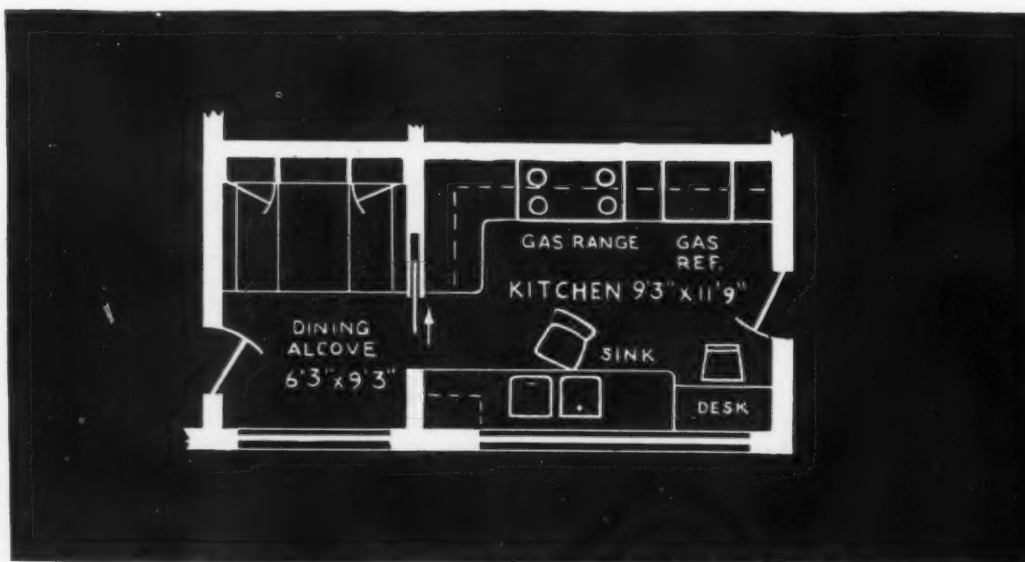 GAS RANGE
GAS
REF.
KITCHEN 9'3" x 11'9"
DINING
ALCOVE
6'3" x 9'3"
SINK
DESK